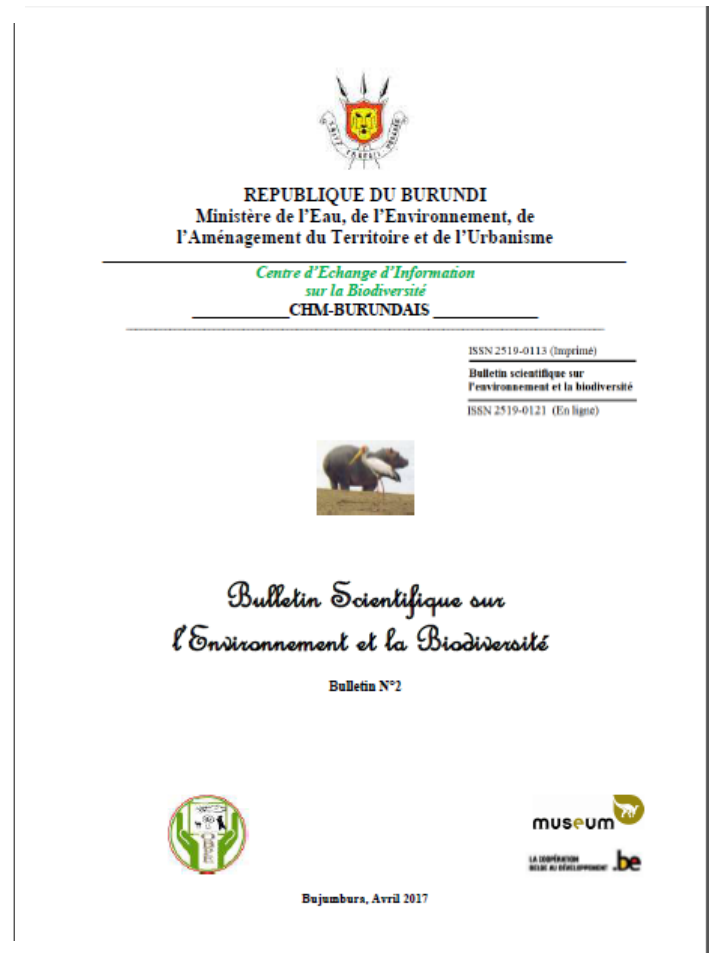 UNITE TRAVAIL PROGRES
REPUBLIQUE DU BURUNDI
Ministère de l'Eau, de l'Environnement, de
l'Aménagement du Territoire et de l'Urbanisme
Centre d'Echange d'Information
sur la Biodiversité
CHM-BURUNDAIS
ISSN 2519-0113 (Imprimé)
Bulletin scientifique sur
l'environnement et la biodiversité
ISSN 2519-0121 (En ligne)
Bulletin Scientifique sur
l'Environnement et la Biodiversité
Bulletin N°2
museum
LA COOPÉRATION
BELGE AU DÉVELOPPEMENT .be
Bujumbura, Avril 2017